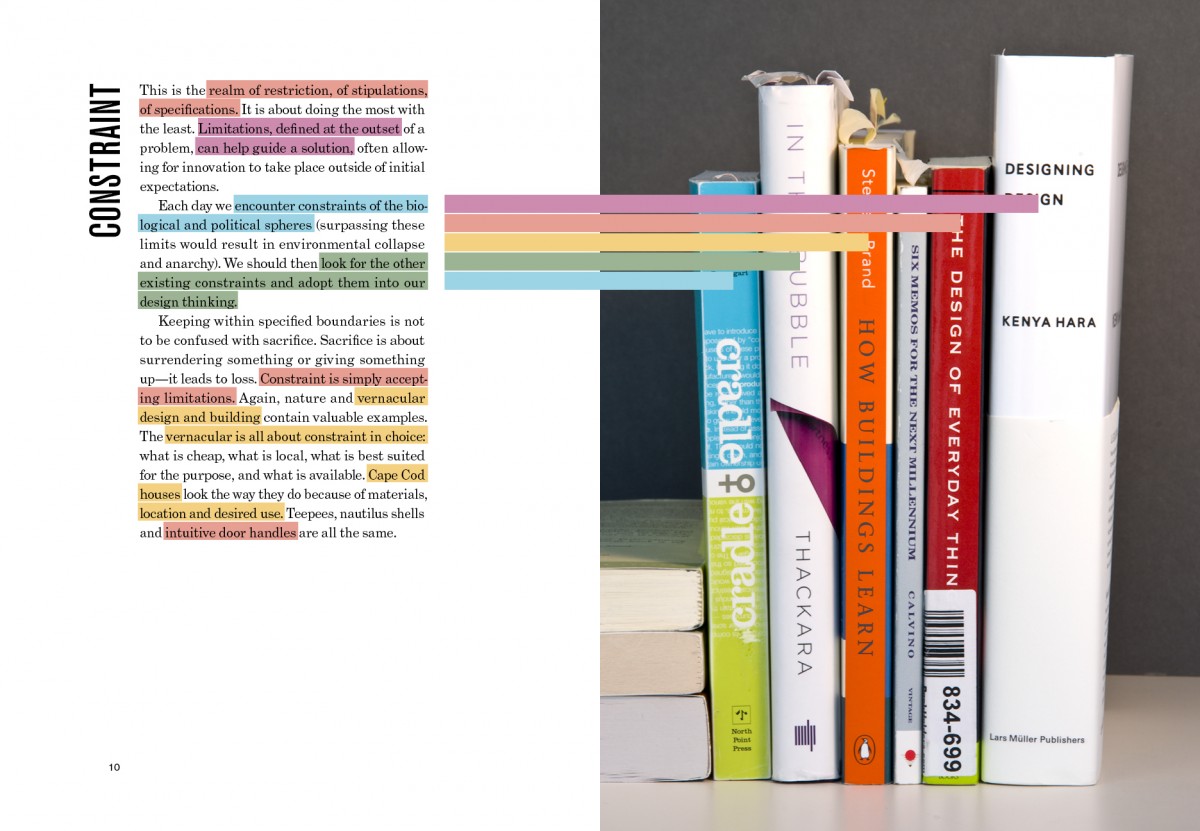 CONSTRAINT
This is the realm of restriction, of stipulations,
of specifications. It is about doing the most with
the least. Limitations, defined at the outset of a
problem, can help guide a solution, often allow-
ing for innovation to take place outside of initial
expectations.
Each day we encounter constraints of the bio-
logical and political spheres (surpassing these
limits would result in environmental collapse
and anarchy). We should then look for the other
existing constraints and adopt them into our
design thinking.
Keeping within specified boundaries is not
to be confused with sacrifice. Sacrifice is about
surrendering something or giving something
up—it leads to loss. Constraint is simply accept-
ing limitations. Again, nature and vernacular
design and building contain valuable examples.
The vernacular is all about constraint in choice:
what is cheap, what is local, what is best suited
for the purpose, and what is available. Cape Cod
houses look the way they do because of materials,
location and desired use. Teepees, nautilus shells
and intuitive door handles are all the same.
10
cradle
cradle
North
Point
Press
IN
BUBBLE
THACKARA
Brand
HOW BUILDINGS LEARN
SIX MEMOS FOR THE NEXT MILLENNIUM
CALVINO
VINTAGE
THE DESIGN OF EVERYDAY THIN
834-699
DESIGNING
DESIGN
KENYA HARA
Lars Müller Publishers